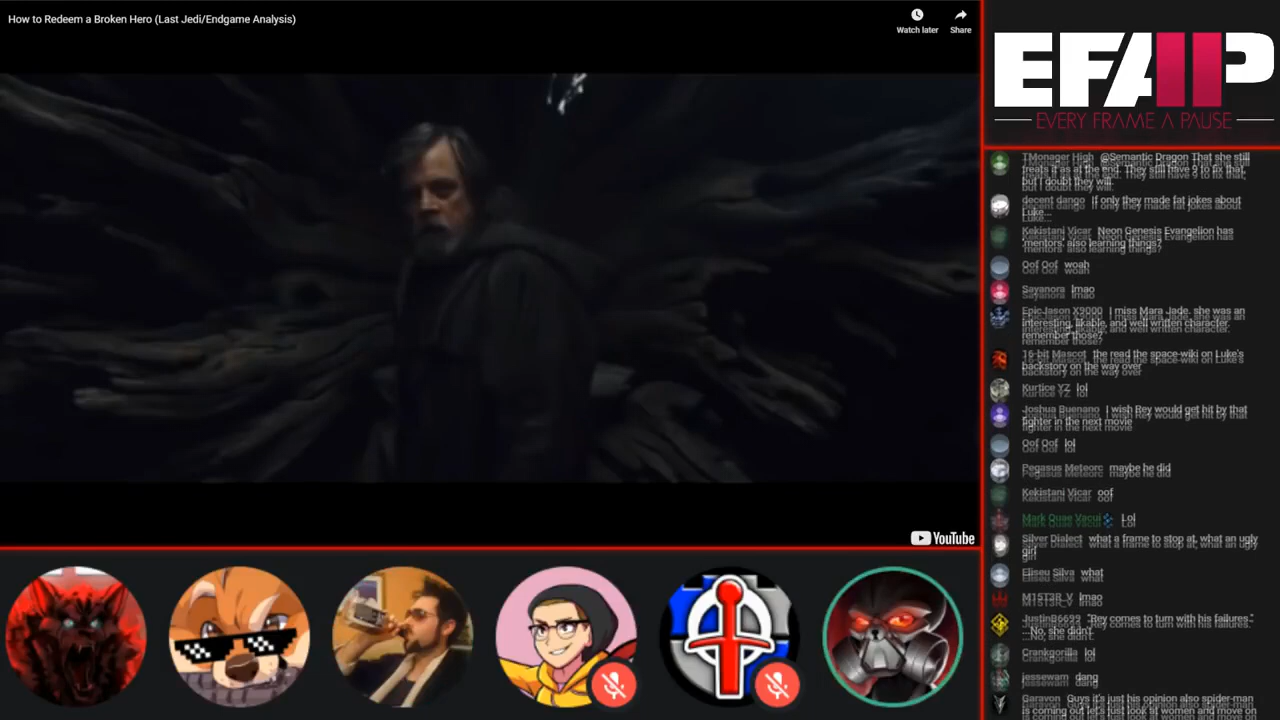 How to Redeem a Broken Hero (Last Jedi/Endgame Analysis)
Watch later
Share
YouTube
EFAP
EVERY FRAME A PAUSE
TMonager High @Semantic Dragon That she still
treats it as at the end. They still have 9 to fix that,
but I doubt they will.
decent dango If only they made fat jokes about
Luke...
Kekistani Vicar Neon Genesis Evangelion has
'mentors' also learning things?
Oof Oof woah
Sayanora lmao
EpicJason X9000 I miss Mara Jade. she was an
interesting, likable, and well written character.
remember those?
16-bit Mascot the read the space-wiki on Luke's
backstory on the way over
Kurtice YZ lol
Joshua Buenano I wish Rey would get hit by that
fighter in the next movie
Oof Oof lol
Pegasus Meteorc maybe he did
Kekistani Vicar oof
Mark Quae Vacui Lol
Silver Dialect what a frame to stop at, what an ugly
girl
Eliseu Silva what
M1ST3R_V lmao
JustinB6699 "Rey comes to turn with his failures."
...No, she didn't.
Crankgorilla lol
jessewam dang
Garavon Guys it's just his opinion also spider-man
is coming out let's just look at women and move on